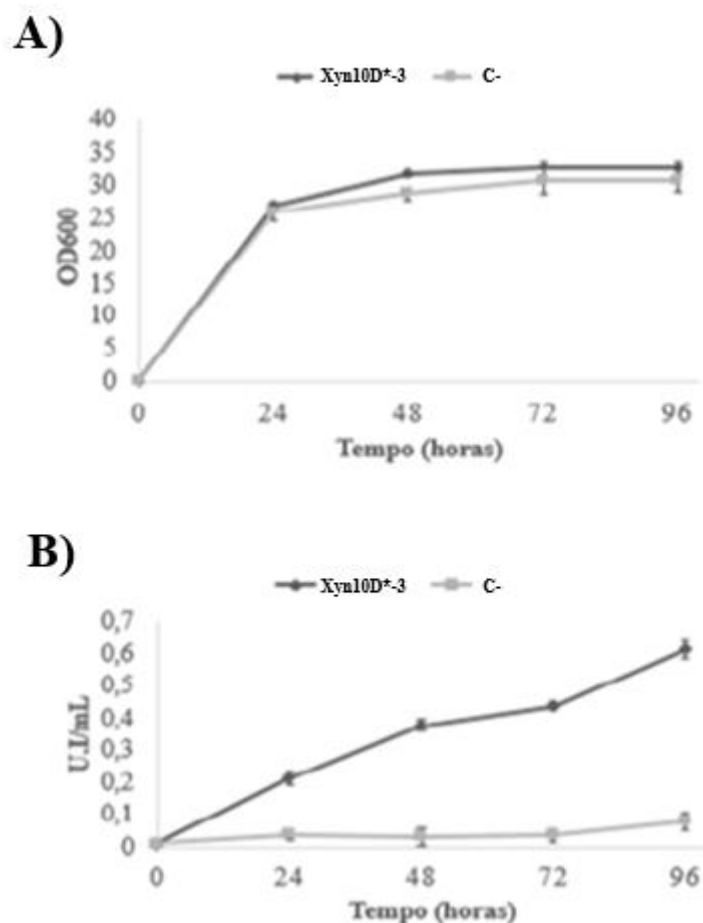 A)
Xyn10D*-3 C-
40
35
30
25
20
15
10
5
0
OD600
0 24 48 72 96
Tempo (horas)
B)
Xyn10D*-3 C-
0,7
0,6
0,5
0,4
0,3
0,2
0,1
0
U.I/mL
0 24 48 72 96
Tempo (horas)